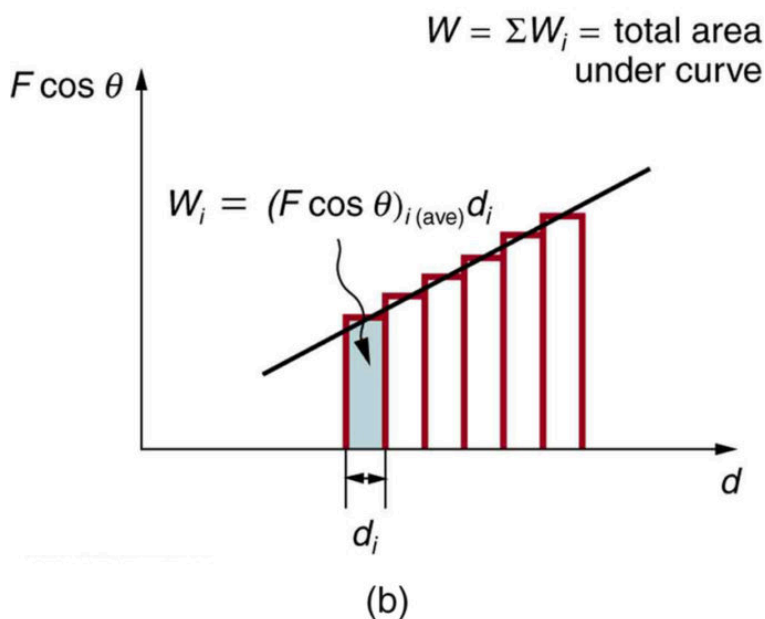 W = ΣWᵢ = total area
under curve
F cos θ
Wᵢ = (F cos θ)ᵢ₍ₐᵥₑ₎dᵢ
d
dᵢ
(b)